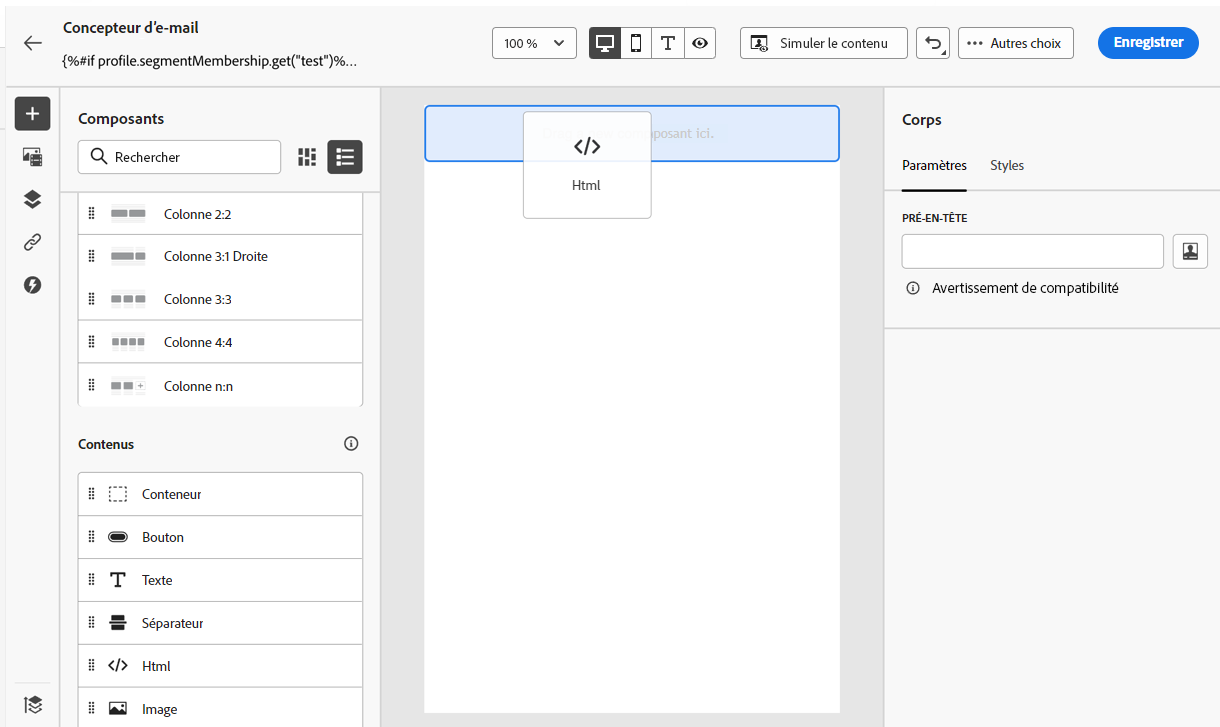 Concepteur d'e-mail
{%#if profile.segmentMembership.get("test")%...
100 %
Simuler le contenu
Autres choix
Enregistrer
Composants
Rechercher
Colonne 2:2
Colonne 3:1 Droite
Colonne 3:3
Colonne 4:4
Colonne n:n
Contenus
Conteneur
Bouton
Texte
Séparateur
Html
Image
ici.
Html
Corps
Paramètres
Styles
PRÉ-EN-TÊTE
Avertissement de compatibilité